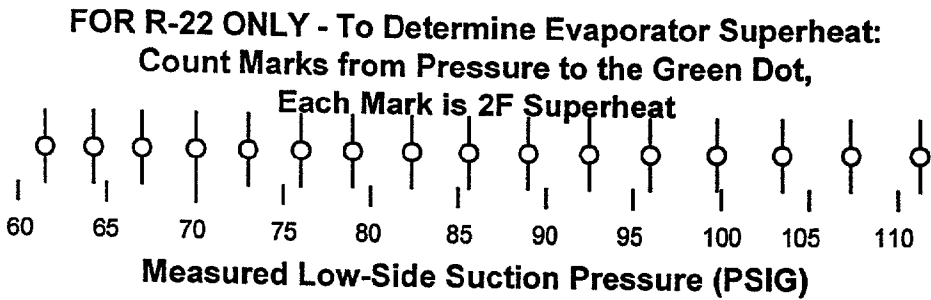 FOR R-22 ONLY - To Determine Evaporator Superheat:
Count Marks from Pressure to the Green Dot,
Each Mark is 2F Superheat
60 65 70 75 80 85 90 95 100 105 110
Measured Low-Side Suction Pressure (PSIG)